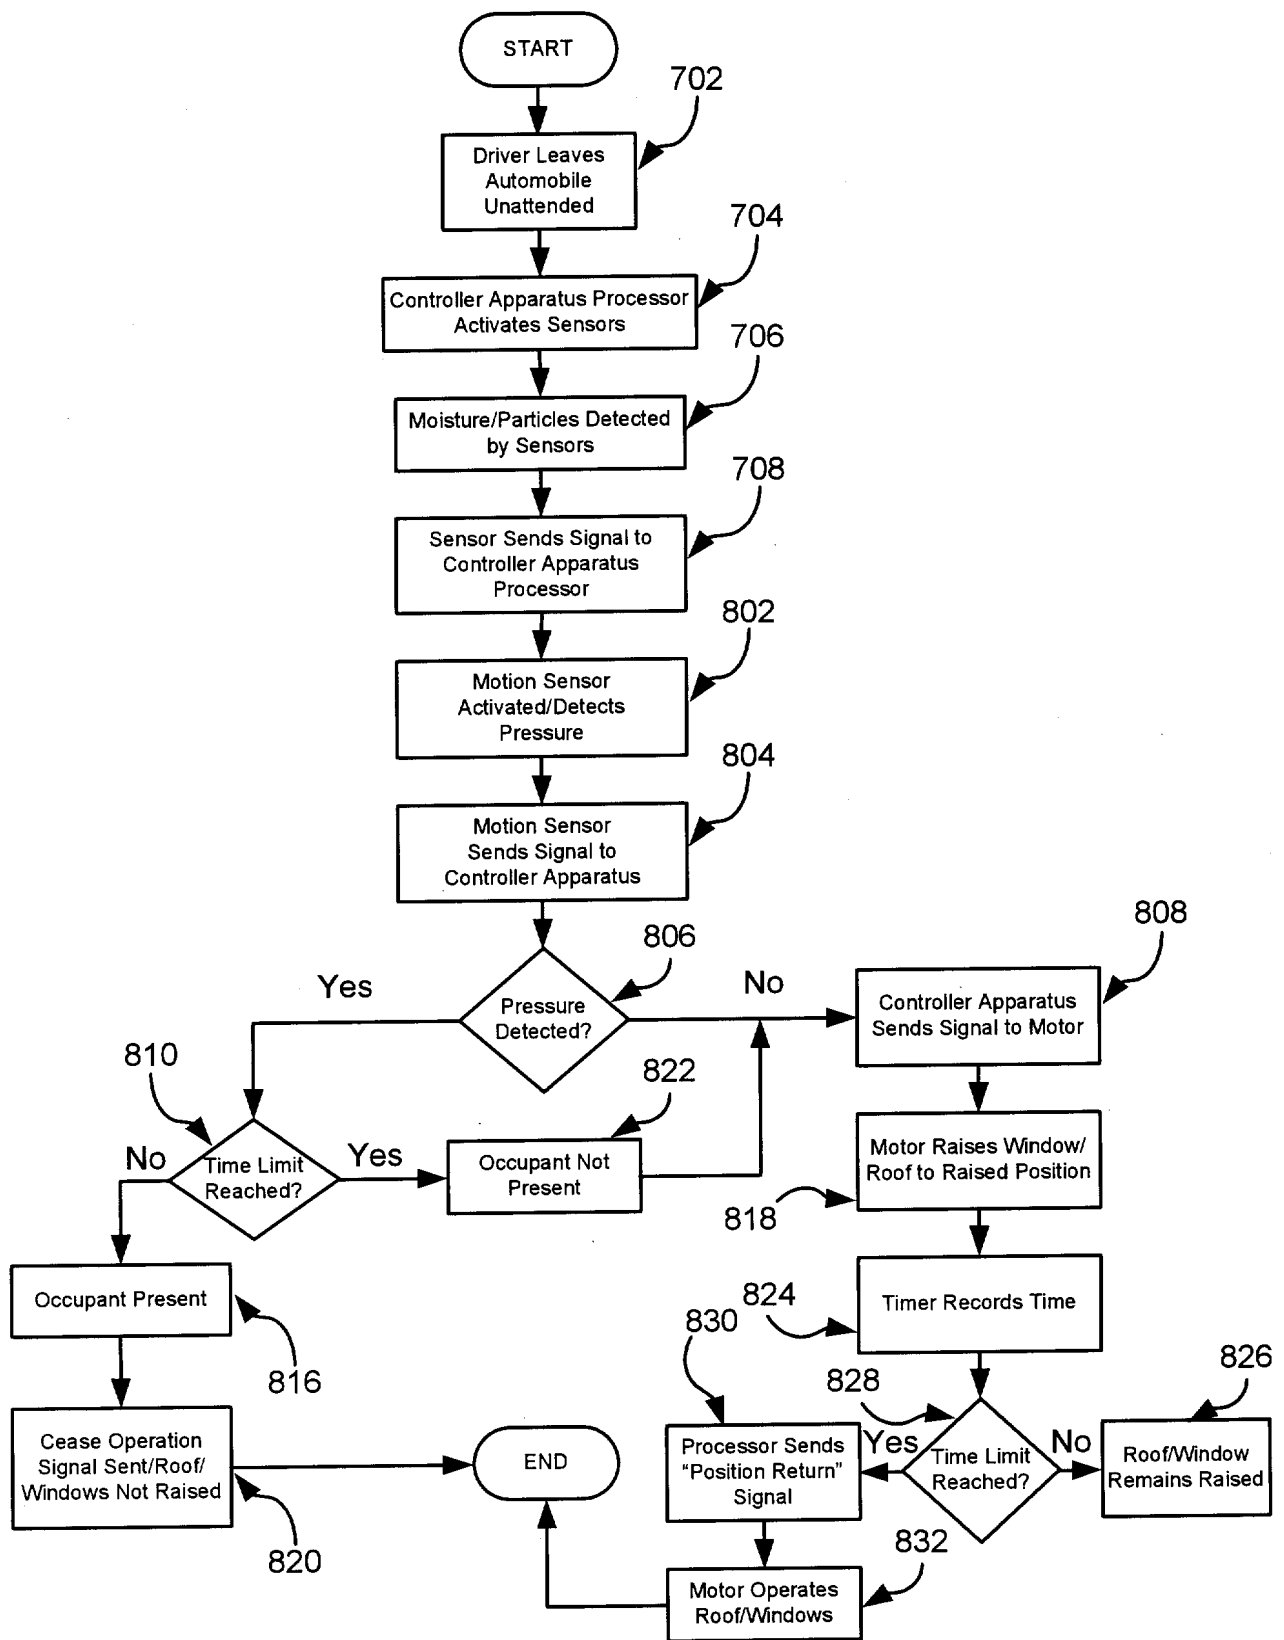 START
702
Driver Leaves
Automobile
Unattended
704
Controller Apparatus Processor
Activates Sensors
706
Moisture/Particles Detected
by Sensors
708
Sensor Sends Signal to
Controller Apparatus
Processor
802
Motion Sensor
Activated/Detects
Pressure
804
Motion Sensor
Sends Signal to
Controller Apparatus
806
Pressure
Detected?
Yes
No
808
Controller Apparatus
Sends Signal to Motor
810
Time Limit
Reached?
No
Yes
822
Occupant Not
Present
Motor Raises Window/
Roof to Raised Position
818
Occupant Present
816
Timer Records Time
824
Cease Operation
Signal Sent/Roof/
Windows Not Raised
820
END
830
Processor Sends
“Position Return”
Signal
828
Yes
Time Limit
Reached?
No
826
Roof/Window
Remains Raised
832
Motor Operates
Roof/Windows